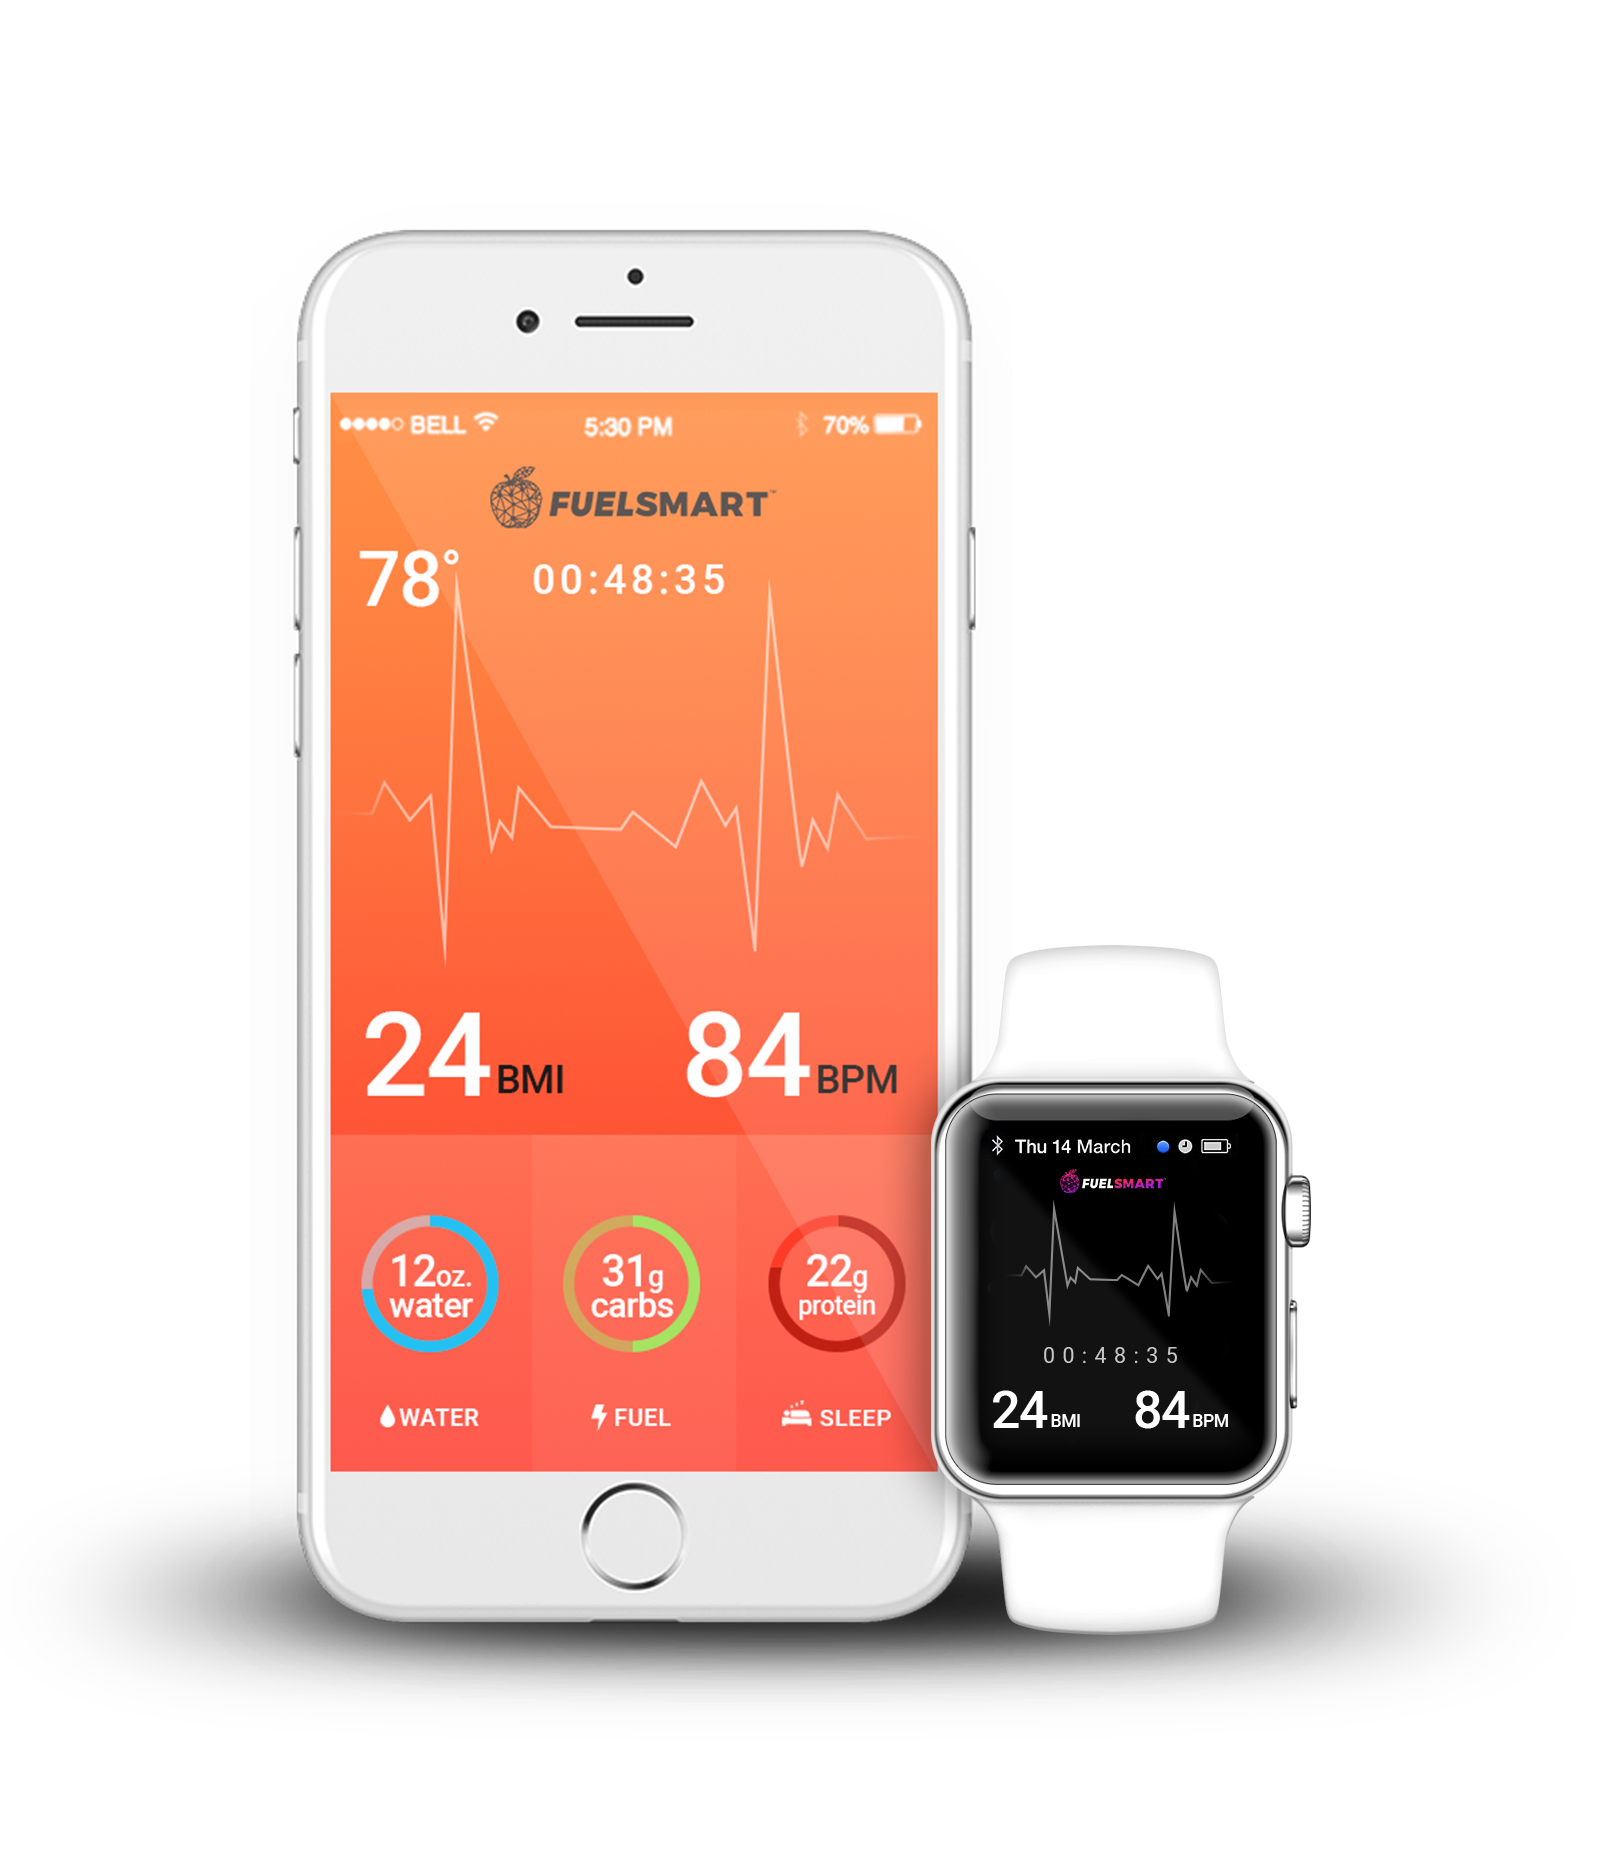 BELL 5:30 PM 70%
FUELSMART™
78° 00:48:35
24 BMI 84 BPM
12oz. water
31g carbs
22g protein
WATER FUEL SLEEP
Thu 14 March
FUELSMART
00:48:35
24 BMI 84 BPM